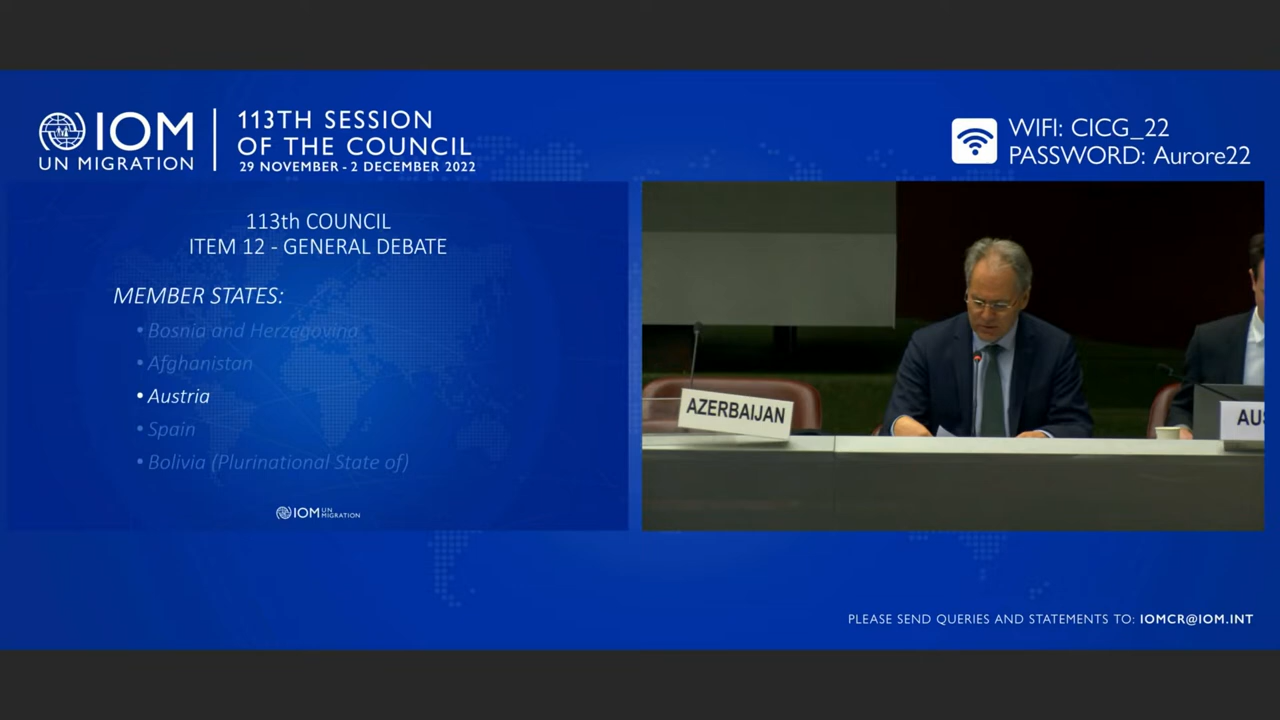 IOM
UN MIGRATION
113TH SESSION
OF THE COUNCIL
29 NOVEMBER - 2 DECEMBER 2022
WIFI: CICG_22
PASSWORD: Aurore22
113th COUNCIL
ITEM 12 - GENERAL DEBATE
MEMBER STATES:
• Bosnia and Herzegovina
• Afghanistan
• Austria
• Spain
• Bolivia (Plurinational State of)
IOM UN MIGRATION
AZERBAIJAN
AUS
PLEASE SEND QUERIES AND STATEMENTS TO: IOMCR@IOM.INT